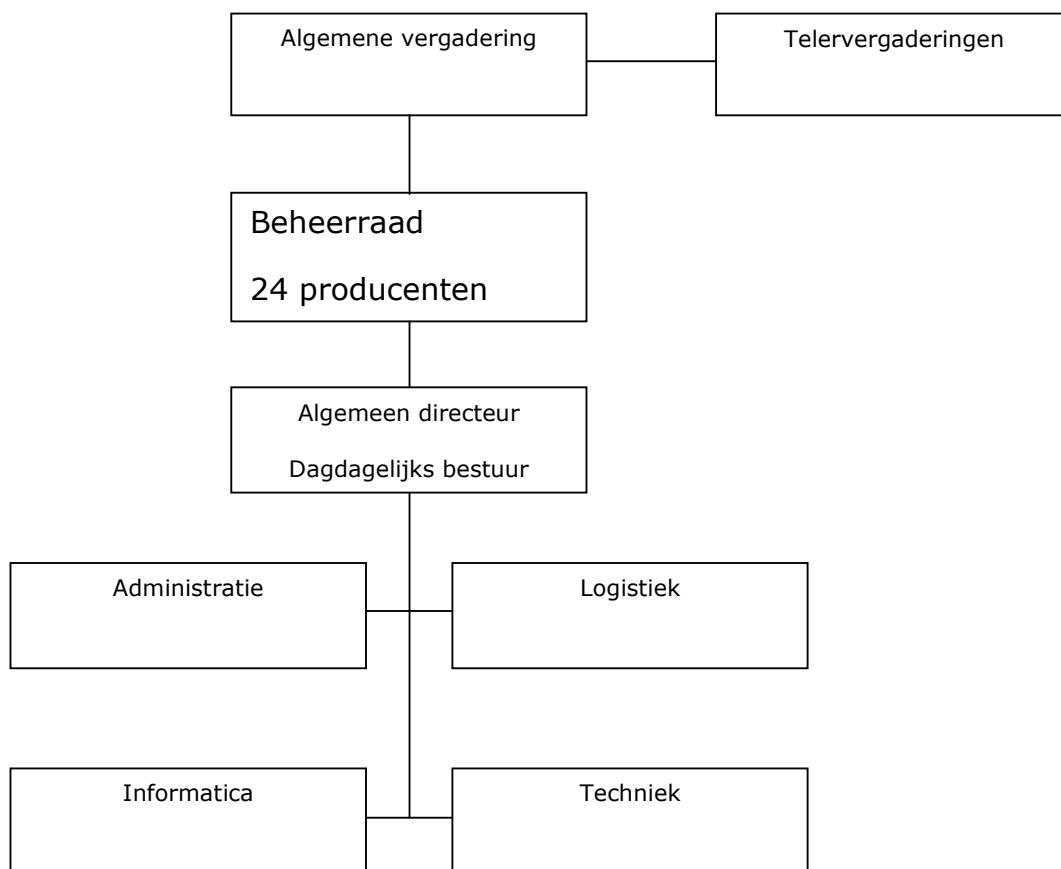 Algemene vergadering
Telervergaderingen
Beheerraad
24 producenten
Algemeen directeur
Dagdagelijks bestuur
Administratie
Logistiek
Informatica
Techniek